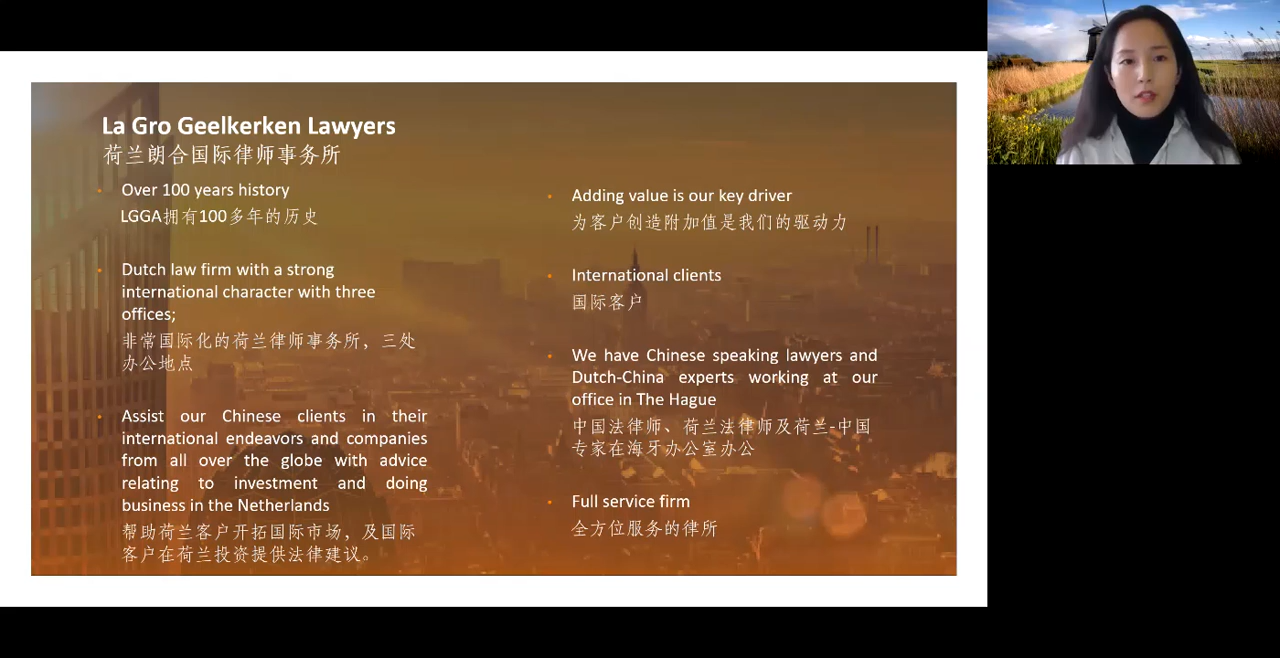 La Gro Geelkerken Lawyers
荷兰朗合国际律师事务所
Over 100 years history
LGGA拥有100多年的历史
Dutch law firm with a strong
international character with three
offices;
非常国际化的荷兰律师事务所，三处
办公地点
Assist our Chinese clients in their
international endeavors and companies
from all over the globe with advice
relating to investment and doing
business in the Netherlands
帮助荷兰客户开拓国际市场，及国际
客户在荷兰投资提供法律建议。
Adding value is our key driver
为客户创造附加值是我们的驱动力
International clients
国际客户
We have Chinese speaking lawyers and
Dutch-China experts working at our
office in The Hague
中国法律师、荷兰法律师及荷兰-中国
专家在海牙办公室办公
Full service firm
全方位服务的律所